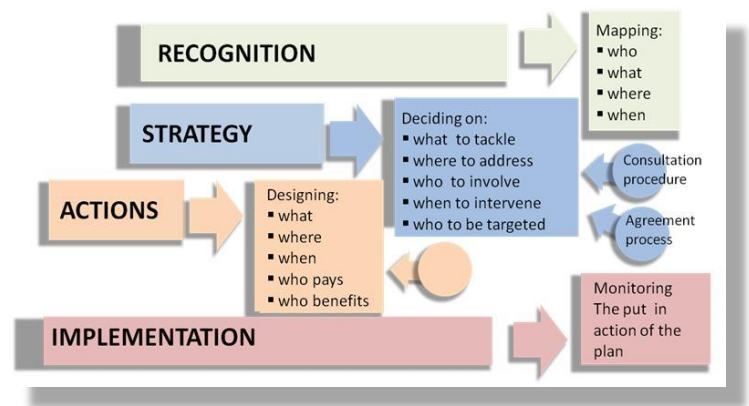 RECOGNITION
Mapping:
▪ who
▪ what
▪ where
▪ when
STRATEGY
Deciding on:
▪ what to tackle
▪ where to address
▪ who to involve
▪ when to intervene
▪ who to be targeted
Consultation
procedure
Agreement
process
ACTIONS
Designing:
▪ what
▪ where
▪ when
▪ who pays
▪ who benefits
IMPLEMENTATION
Monitoring
The put in
action of the
plan